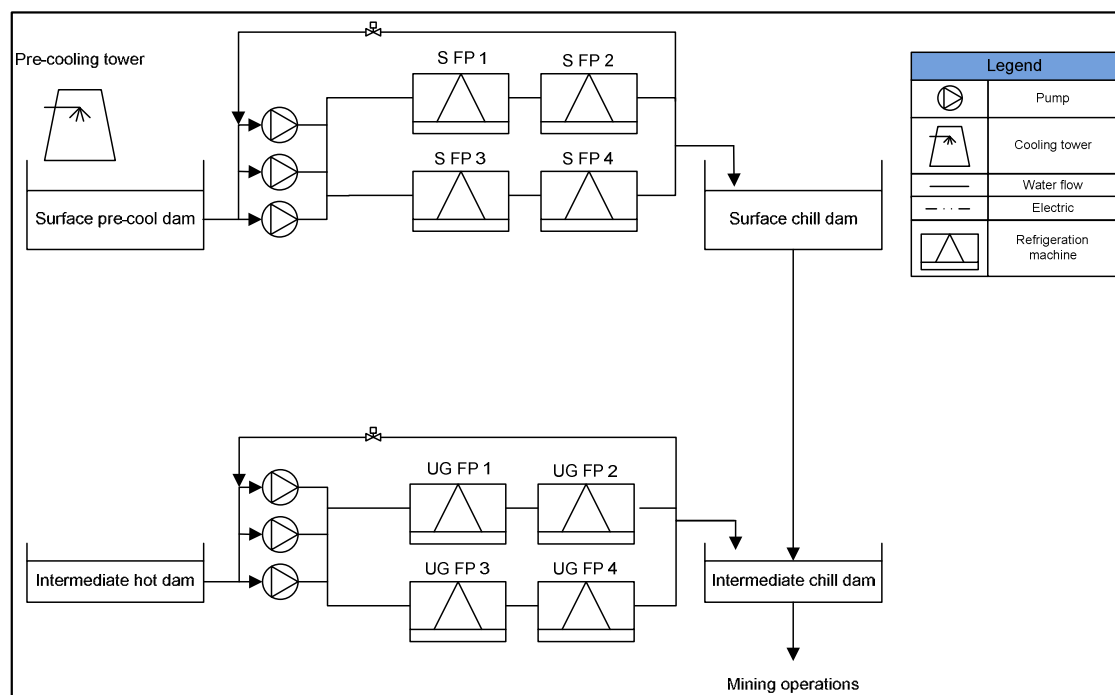 Pre-cooling tower
S FP 1
S FP 2
S FP 3
S FP 4
Surface pre-cool dam
Surface chill dam
Legend
Pump
Cooling tower
Water flow
Electric
Refrigeration
machine
UG FP 1
UG FP 2
UG FP 3
UG FP 4
Intermediate hot dam
Intermediate chill dam
Mining operations